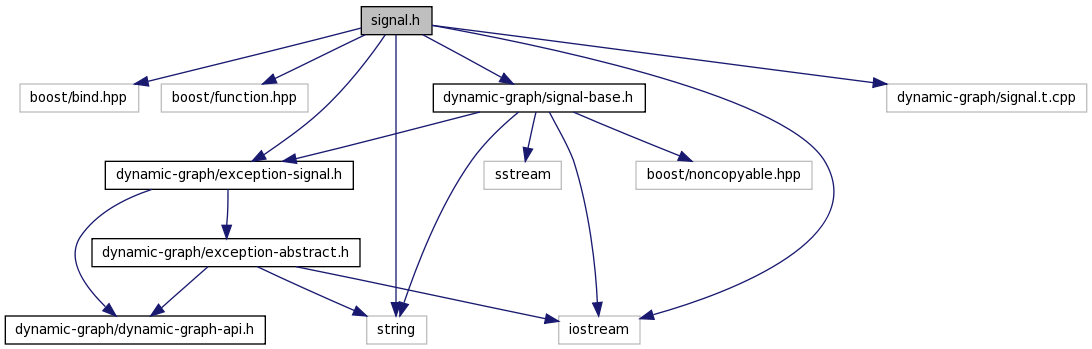 signal.h
boost/bind.hpp
boost/function.hpp
dynamic-graph/signal-base.h
dynamic-graph/signal.t.cpp
dynamic-graph/exception-signal.h
sstream
boost/noncopyable.hpp
dynamic-graph/exception-abstract.h
dynamic-graph/dynamic-graph-api.h
string
iostream